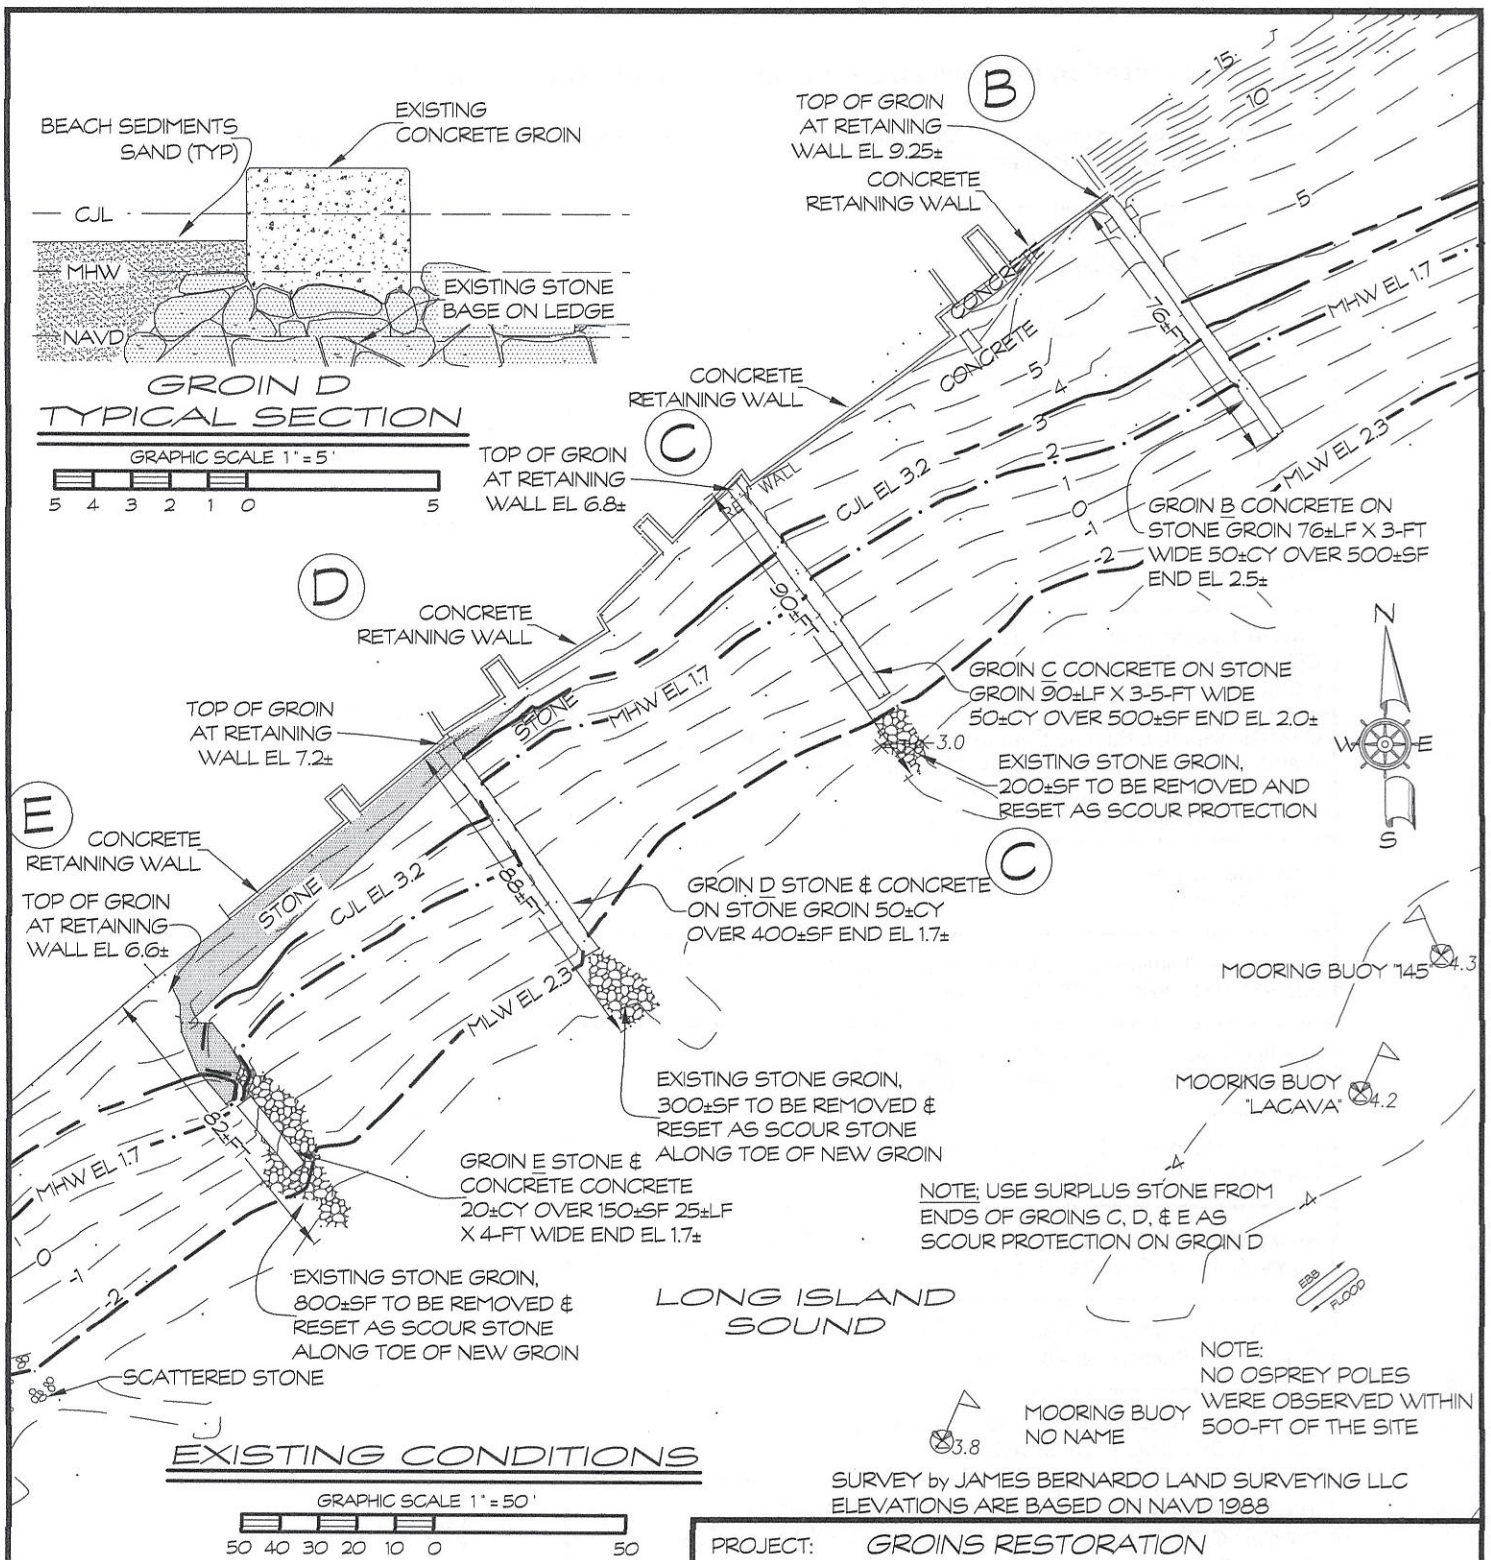 BEACH SEDIMENTS
SAND (TYP)
EXISTING
CONCRETE GROIN
CJL
MHW
NAVD
EXISTING STONE
BASE ON LEDGE
GROIN D
TYPICAL SECTION
GRAPHIC SCALE 1" = 5'
5 4 3 2 1 0 5
TOP OF GROIN
AT RETAINING
WALL EL 9.25±
B
CONCRETE
RETAINING WALL
15
10
5
CONCRETE
CONCRETE
76±FT
MHW EL 1.7
MLW EL 2.3
CONCRETE
RETAINING WALL
C
TOP OF GROIN
AT RETAINING
WALL EL 6.8±
RET WALL
CJL EL 3.2
5
4
3
2
1
0
-1
-2
GROIN B CONCRETE ON
STONE GROIN 76±LF X 3-FT
WIDE 50±CY OVER 500±SF
END EL 2.5±
D
CONCRETE
RETAINING WALL
90±FT
N
W E
S
GROIN C CONCRETE ON STONE
GROIN 90±LF X 3-5-FT WIDE
50±CY OVER 500±SF END EL 2.0±
3.0
EXISTING STONE GROIN,
200±SF TO BE REMOVED AND
RESET AS SCOUR PROTECTION
C
TOP OF GROIN
AT RETAINING
WALL EL 7.2±
STONE
MHW EL 1.7
E
CONCRETE
RETAINING WALL
TOP OF GROIN
AT RETAINING
WALL EL 6.6±
STONE
CJL EL 3.2
88±FT
GROIN D STONE & CONCRETE
ON STONE GROIN 50±CY
OVER 400±SF END EL 1.7±
MLW EL 2.3
MOORING BUOY "145"
4.3
MOORING BUOY
"LACAVA"
4.2
EXISTING STONE GROIN,
300±SF TO BE REMOVED &
RESET AS SCOUR STONE
ALONG TOE OF NEW GROIN
82±FT
MHW EL 1.7
GROIN E STONE &
CONCRETE CONCRETE
20±CY OVER 150±SF 25±LF
X 4-FT WIDE END EL 1.7±
-4
-4
NOTE: USE SURPLUS STONE FROM
ENDS OF GROINS C, D, & E AS
SCOUR PROTECTION ON GROIN D
0
-1
-2
EXISTING STONE GROIN,
800±SF TO BE REMOVED &
RESET AS SCOUR STONE
ALONG TOE OF NEW GROIN
LONG ISLAND
SOUND
EBB
FLOOD
SCATTERED STONE
NOTE:
NO OSPREY POLES
WERE OBSERVED WITHIN
500-FT OF THE SITE
MOORING BUOY
NO NAME
3.8
EXISTING CONDITIONS
GRAPHIC SCALE 1" = 50'
50 40 30 20 10 0 50
SURVEY by JAMES BERNARDO LAND SURVEYING LLC
ELEVATIONS ARE BASED ON NAVD 1988
PROJECT: GROINS RESTORATION